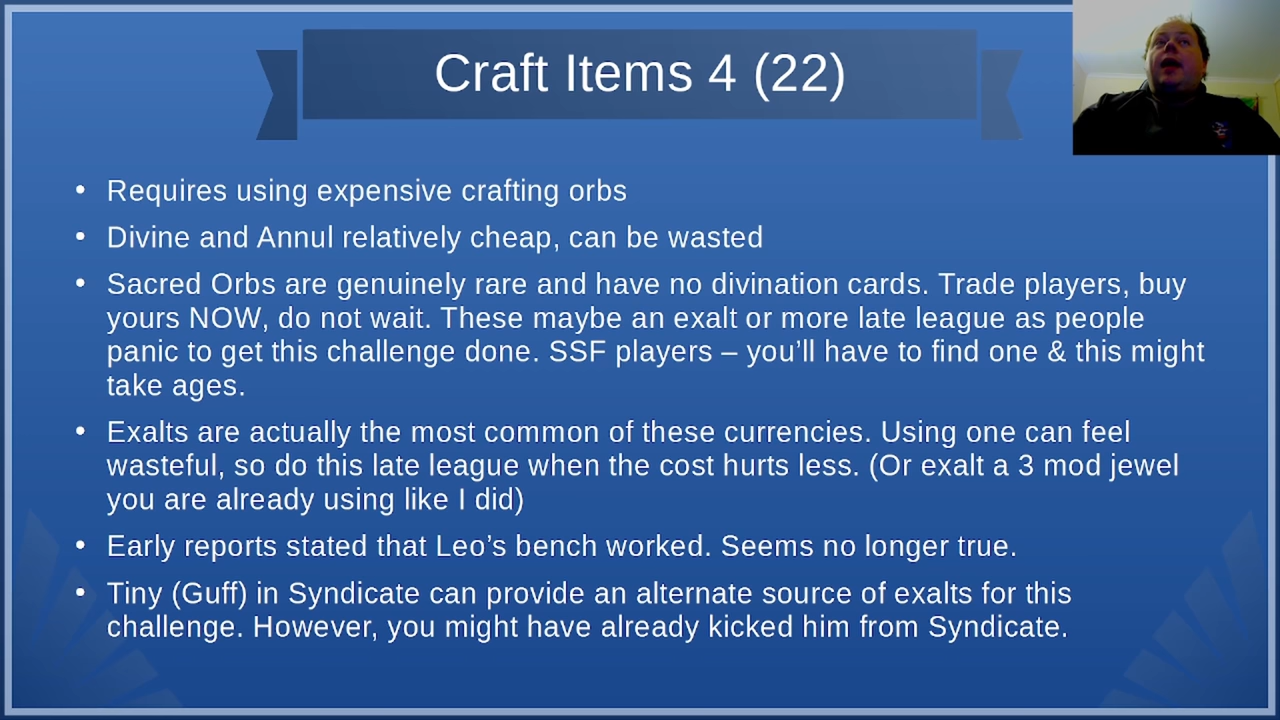 Craft Items 4 (22)
• Requires using expensive crafting orbs
• Divine and Annul relatively cheap, can be wasted
• Sacred Orbs are genuinely rare and have no divination cards. Trade players, buy
yours NOW, do not wait. These maybe an exalt or more late league as people
panic to get this challenge done. SSF players – you’ll have to find one & this might
take ages.
• Exalts are actually the most common of these currencies. Using one can feel
wasteful, so do this late league when the cost hurts less. (Or exalt a 3 mod jewel
you are already using like I did)
• Early reports stated that Leo’s bench worked. Seems no longer true.
• Tiny (Guff) in Syndicate can provide an alternate source of exalts for this
challenge. However, you might have already kicked him from Syndicate.